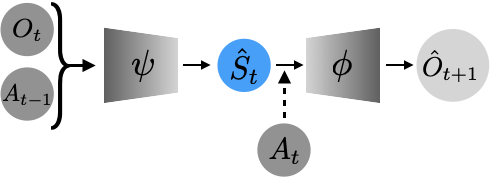 O_t
A_{t-1}
ψ
Ŝ_t
A_t
ϕ
Ô_{t+1}